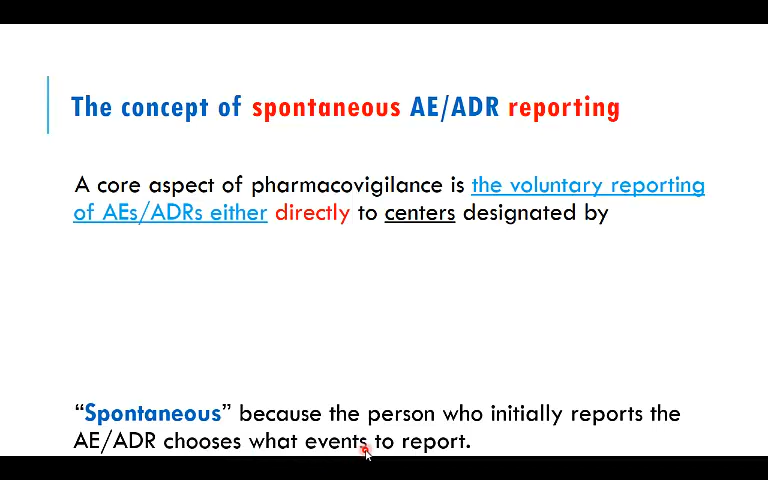 The concept of spontaneous AE/ADR reporting
A core aspect of pharmacovigilance is the voluntary reporting
of AEs/ADRs either directly to centers designated by
“Spontaneous” because the person who initially reports the
AE/ADR chooses what events to report.